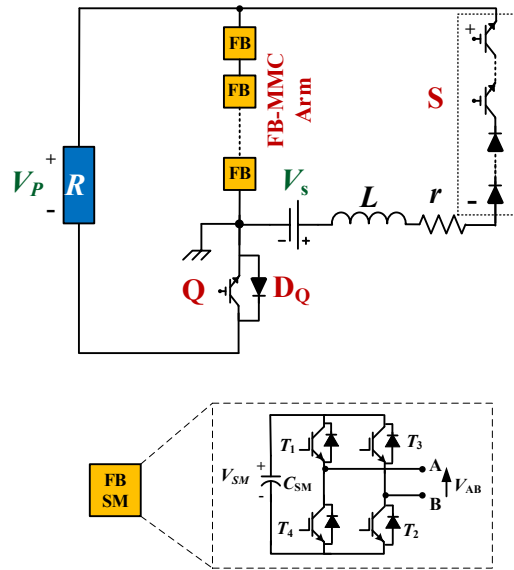 FB
FB
FB
FB-MMC
Arm
+
S
-
+
V_P
-
R
V_s
-
+
L
r
Q
D_Q
FB
SM
V_SM
+
-
C_SM
T_1
T_3
T_4
T_2
A
B
V_AB